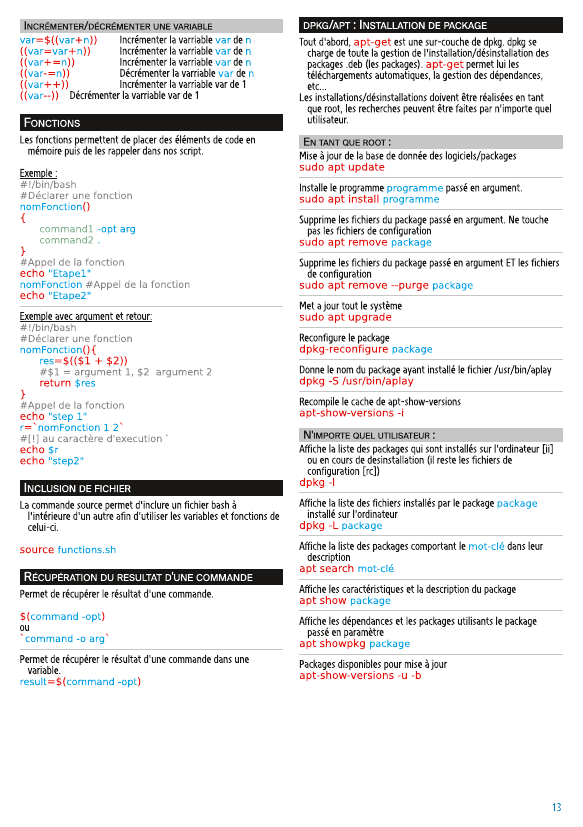 Incrémenter/décrémenter une variable
var=$((var+n)) Incrémenter la varriable var de n
((var=var+n)) Incrémenter la varriable var de n
((var+=n)) Incrémenter la varriable var de n
((var-=n)) Décrémenter la varriable var de n
((var++)) Incrémenter la varriable var de 1
((var--)) Décrémenter la varriable var de 1
Fonctions
Les fonctions permettent de placer des éléments de code en
mémoire puis de les rappeler dans nos script.
Exemple :
#!/bin/bash
#Déclarer une fonction
nomFonction()
{
command1 -opt arg
command2 .
}
#Appel de la fonction
echo "Etape1"
nomFonction #Appel de la fonction
echo "Etape2"
Exemple avec argument et retour:
#!/bin/bash
#Déclarer une fonction
nomFonction(){
res=$(($1 + $2))
#$1 = argument 1, $2 argument 2
return $res
}
#Appel de la fonction
echo "step 1"
r=`nomFonction 1 2`
#[!] au caractère d'execution `
echo $r
echo "step2"
Inclusion de fichier
La commande source permet d'inclure un fichier bash à
l'intérieure d'un autre afin d'utiliser les variables et fonctions de
celui-ci.
source functions.sh
Récupération du resultat d'une commande
Permet de récupérer le résultat d'une commande.
$(command -opt)
ou
`command -o arg`
Permet de récupérer le résultat d'une commande dans une
variable.
result=$(command -opt)
dpkg/apt : Installation de package
Tout d'abord, apt-get est une sur-couche de dpkg. dpkg se
charge de toute la gestion de l'installation/désinstallation des
packages .deb (les packages). apt-get permet lui les
téléchargements automatiques, la gestion des dépendances,
etc...
Les installations/désinstallations doivent être réalisées en tant
que root, les recherches peuvent être faites par n'importe quel
utilisateur.
En tant que root :
Mise à jour de la base de donnée des logiciels/packages
sudo apt update
Installe le programme programme passé en argument.
sudo apt install programme
Supprime les fichiers du package passé en argument. Ne touche
pas les fichiers de configuration
sudo apt remove package
Supprime les fichiers du package passé en argument ET les fichiers
de configuration
sudo apt remove --purge package
Met a jour tout le système
sudo apt upgrade
Reconfigure le package
dpkg-reconfigure package
Donne le nom du package ayant installé le fichier /usr/bin/aplay
dpkg -S /usr/bin/aplay
Recompile le cache de apt-show-versions
apt-show-versions -i
N'importe quel utilisateur :
Affiche la liste des packages qui sont installés sur l'ordinateur [ii]
ou en cours de desinstallation (il reste les fichiers de
configuration [rc])
dpkg -l
Affiche la liste des fichiers installés par le package package
installé sur l'ordinateur
dpkg -L package
Affiche la liste des packages comportant le mot-clé dans leur
description
apt search mot-clé
Affiche les caractéristiques et la description du package
apt show package
Affiche les dépendances et les packages utilisants le package
passé en paramètre
apt showpkg package
Packages disponibles pour mise à jour
apt-show-versions -u -b
13